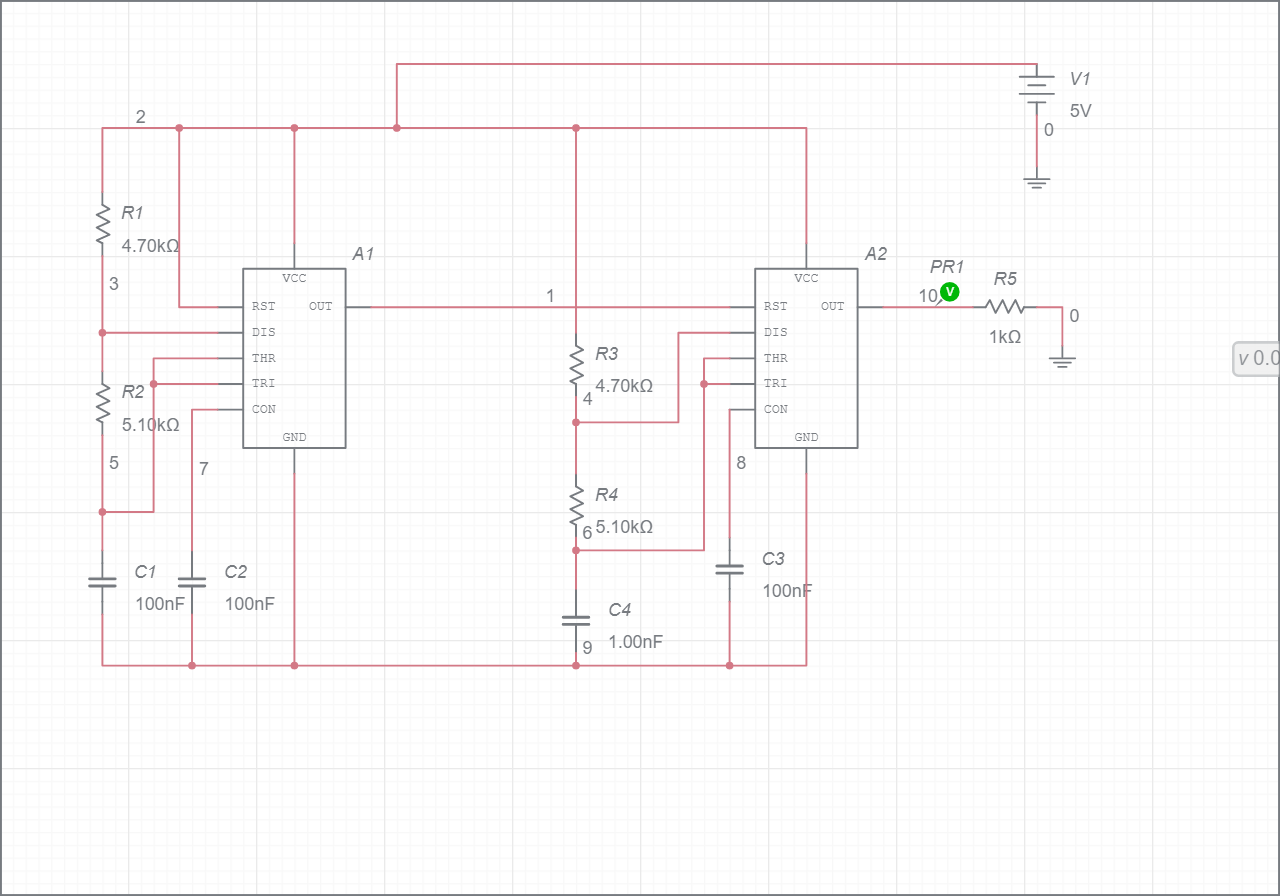 V1
5V
0
2
R1
4.70kΩ
3
A1
VCC
RST
OUT
DIS
THR
TRI
CON
GND
R2
5.10kΩ
5
7
C1
100nF
C2
100nF
1
R3
4.70kΩ
4
R4
6
5.10kΩ
C4
1.00nF
9
A2
VCC
RST
OUT
DIS
THR
TRI
CON
GND
8
C3
100nF
PR1
10
V
R5
1kΩ
0
v 0.0